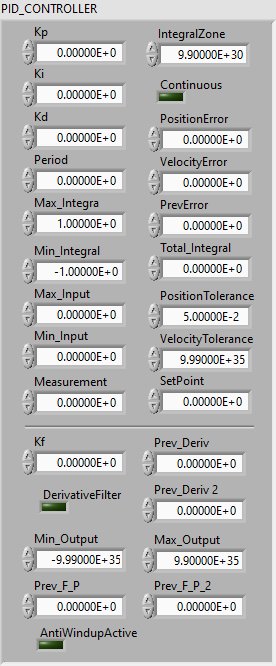 PID_CONTROLLER
Kp
0.00000E+0
IntegralZone
9.90000E+30
Ki
0.00000E+0
Continuous
Kd
0.00000E+0
PositionError
0.00000E+0
Period
0.00000E+0
VelocityError
0.00000E+0
Max_Integra
1.00000E+0
PrevError
0.00000E+0
Min_Integral
-1.00000E+0
Total_Integral
0.00000E+0
Max_Input
0.00000E+0
PositionTolerance
5.00000E-2
Min_Input
0.00000E+0
VelocityTolerance
9.99000E+35
Measurement
0.00000E+0
SetPoint
0.00000E+0
Kf
0.00000E+0
Prev_Deriv
0.00000E+0
DerivativeFilter
Prev_Deriv 2
0.00000E+0
Min_Output
-9.99000E+35
Max_Output
9.90000E+35
Prev_F_P
0.00000E+0
Prev_F_P_2
0.00000E+0
AntiWindupActive